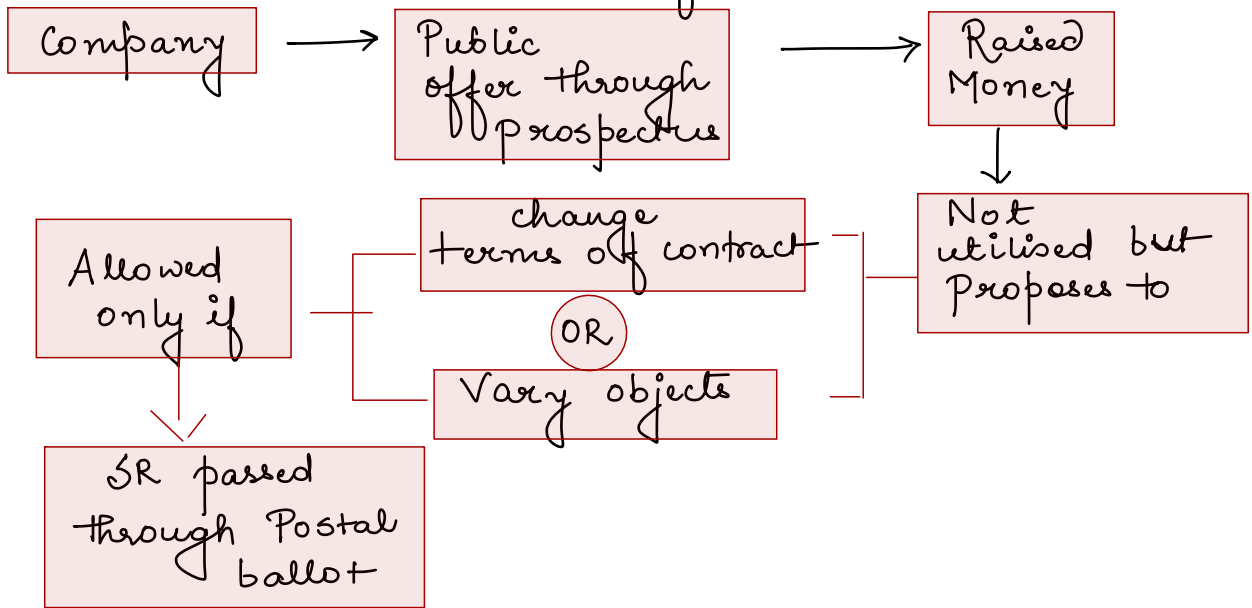 Company
Public
offer through
prospectus
Raised
Money
Not
utilised but
proposes to
change
terms of contract
OR
Vary objects
Allowed
only if
SR passed
through Postal
ballot